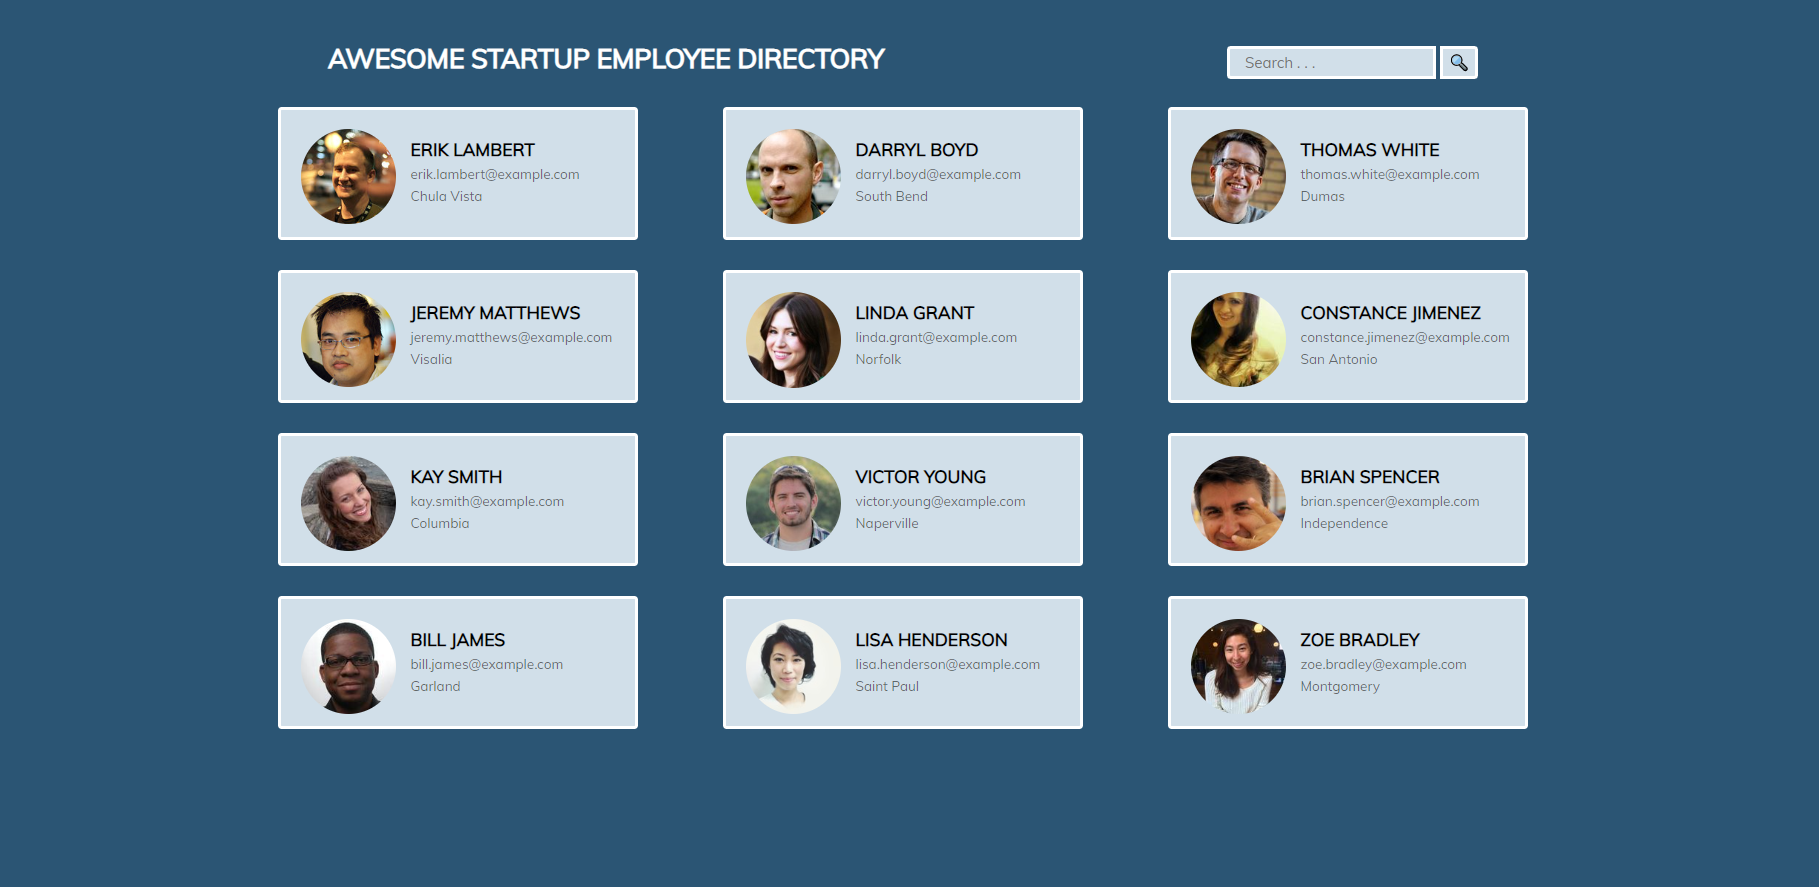 AWESOME STARTUP EMPLOYEE DIRECTORY
Search . . .
ERIK LAMBERT
erik.lambert@example.com
Chula Vista
DARRYL BOYD
darryl.boyd@example.com
South Bend
THOMAS WHITE
thomas.white@example.com
Dumas
JEREMY MATTHEWS
jeremy.matthews@example.com
Visalia
LINDA GRANT
linda.grant@example.com
Norfolk
CONSTANCE JIMENEZ
constance.jimenez@example.com
San Antonio
KAY SMITH
kay.smith@example.com
Columbia
VICTOR YOUNG
victor.young@example.com
Naperville
BRIAN SPENCER
brian.spencer@example.com
Independence
BILL JAMES
bill.james@example.com
Garland
LISA HENDERSON
lisa.henderson@example.com
Saint Paul
ZOE BRADLEY
zoe.bradley@example.com
Montgomery